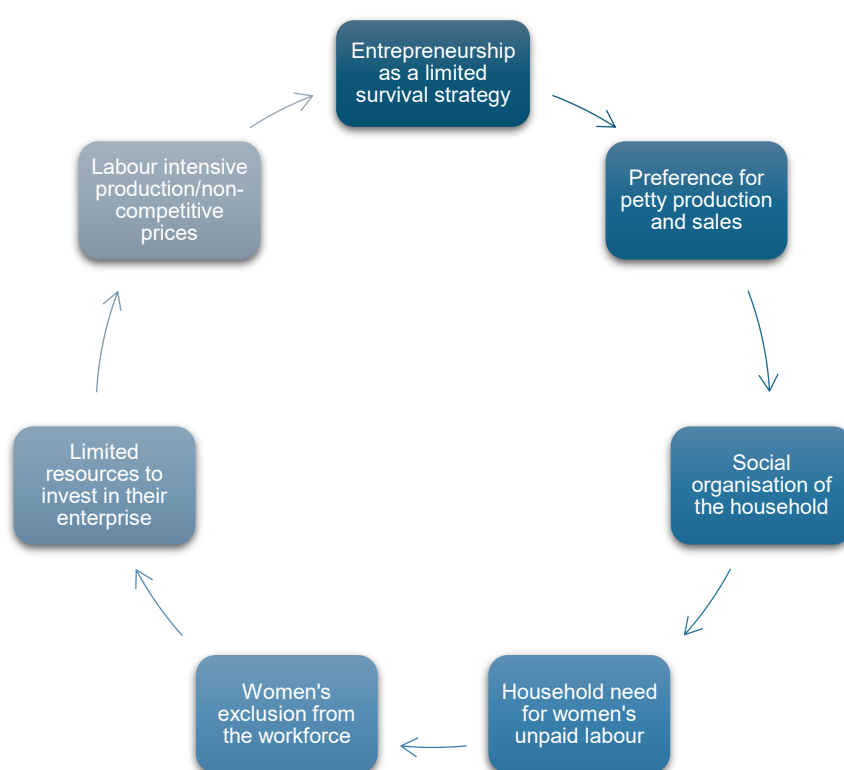 Entrepreneurship
as a limited
survival strategy
Preference for
petty production
and sales
Social
organisation of
the household
Household need
for women's
unpaid labour
Women's
exclusion from
the workforce
Limited
resources to
invest in their
enterprise
Labour intensive
production/non-
competitive
prices